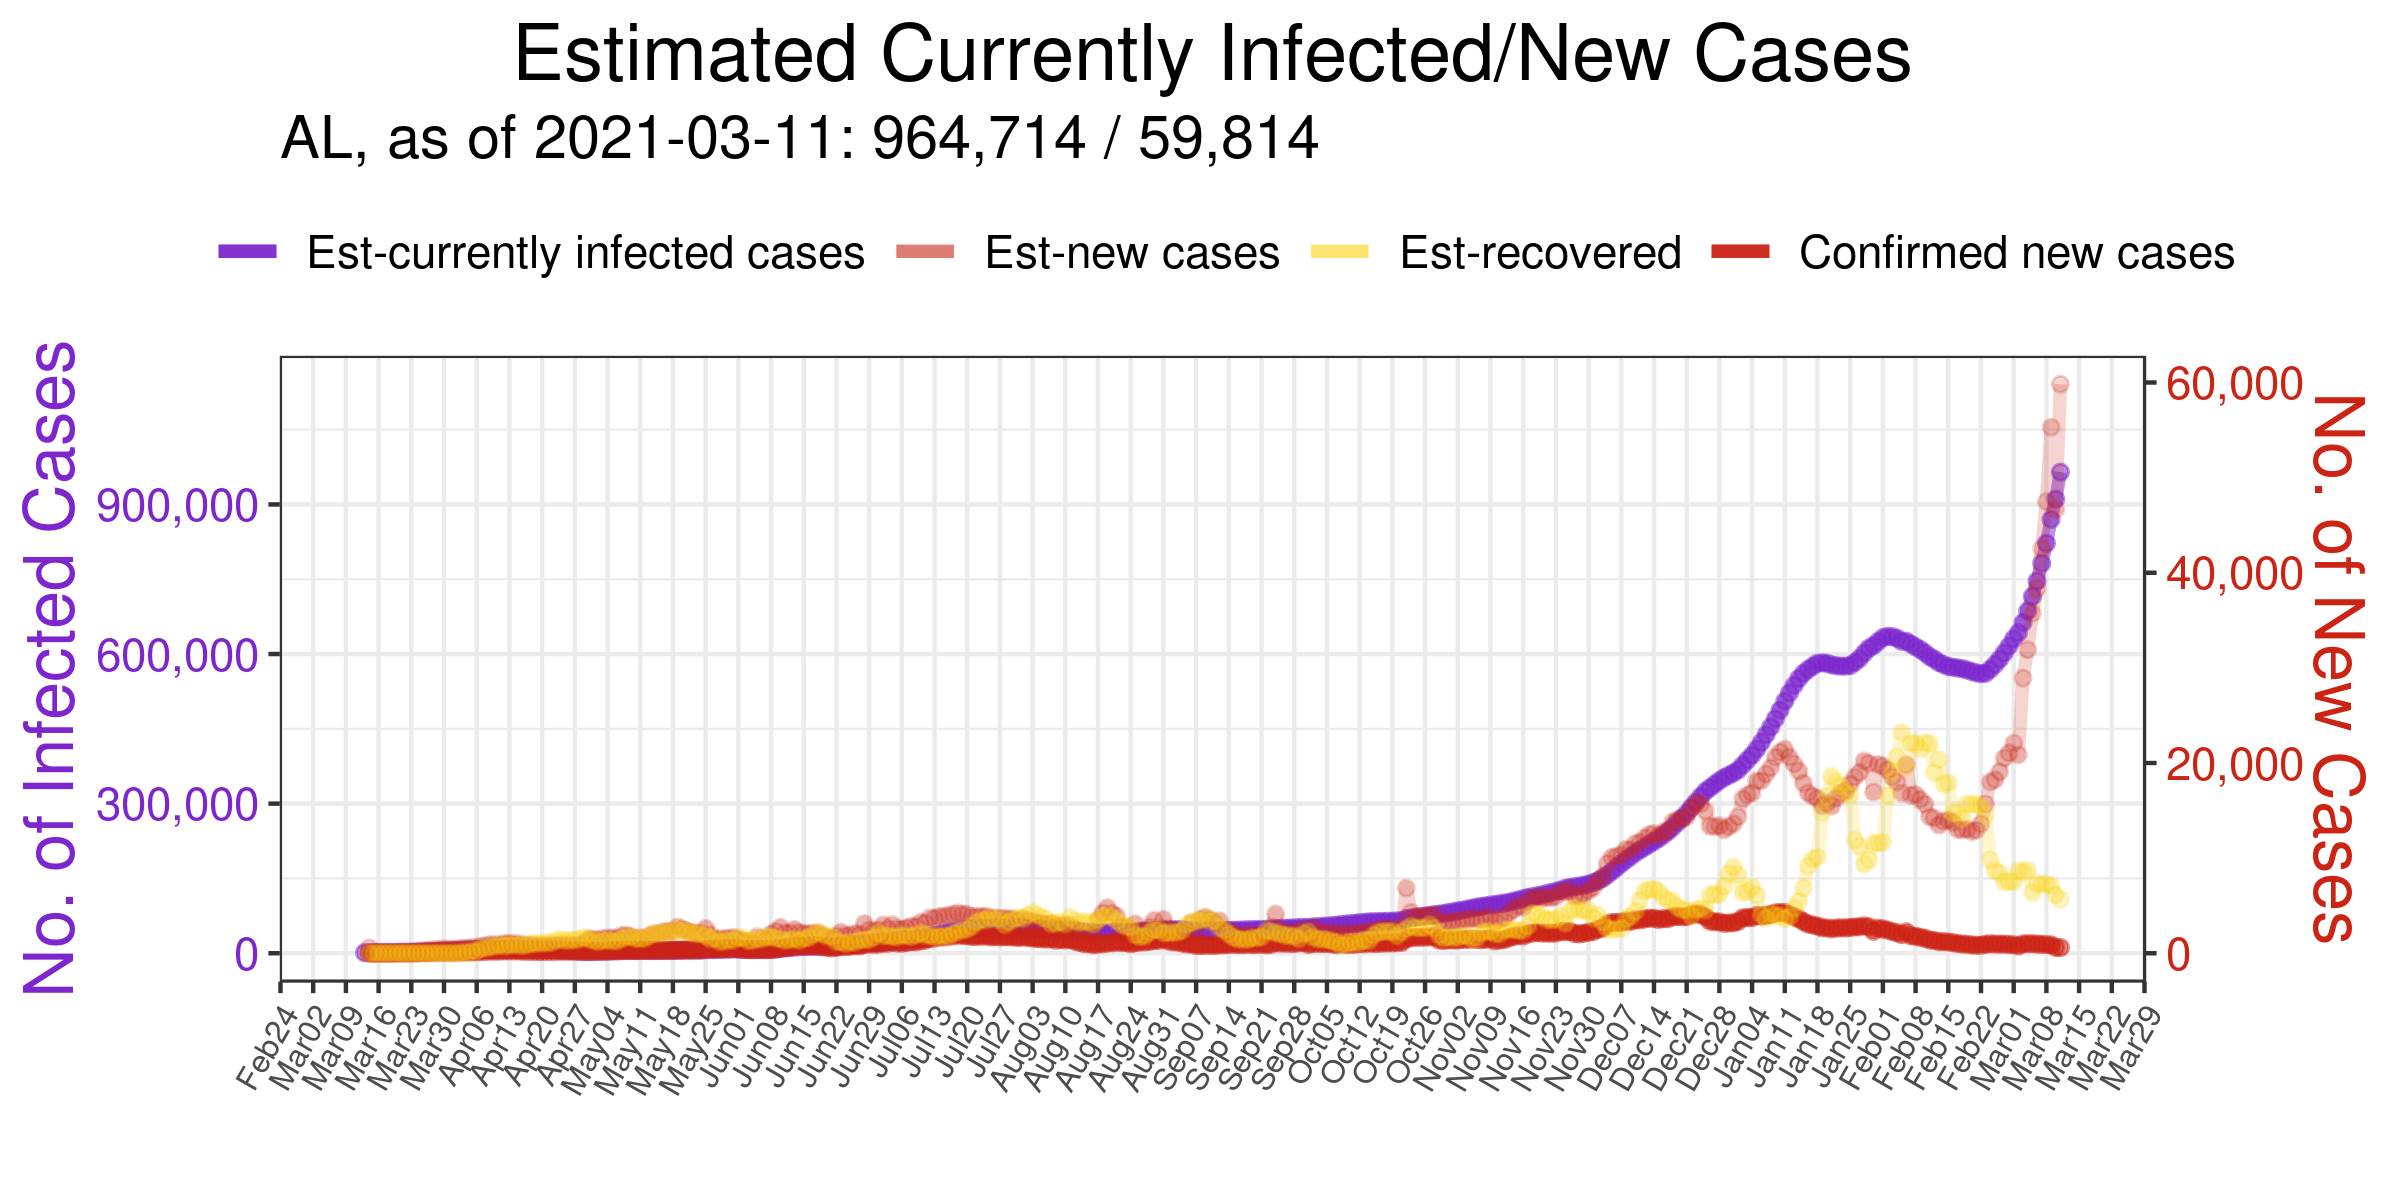 Estimated Currently Infected/New Cases
AL, as of 2021-03-11: 964,714 / 59,814
Est-currently infected cases Est-new cases Est-recovered Confirmed new cases
No. of Infected Cases
900,000
600,000
300,000
0
60,000
40,000
20,000
0
No. of New Cases
Feb24
Mar02
Mar09
Mar16
Mar23
Mar30
Apr06
Apr13
Apr20
Apr27
May04
May11
May18
May25
Jun01
Jun08
Jun15
Jun22
Jun29
Jul06
Jul13
Jul20
Jul27
Aug03
Aug10
Aug17
Aug24
Aug31
Sep07
Sep14
Sep21
Sep28
Oct05
Oct12
Oct19
Oct26
Nov02
Nov09
Nov16
Nov23
Nov30
Dec07
Dec14
Dec21
Dec28
Jan04
Jan11
Jan18
Jan25
Feb01
Feb08
Feb15
Feb22
Mar01
Mar08
Mar15
Mar22
Mar29